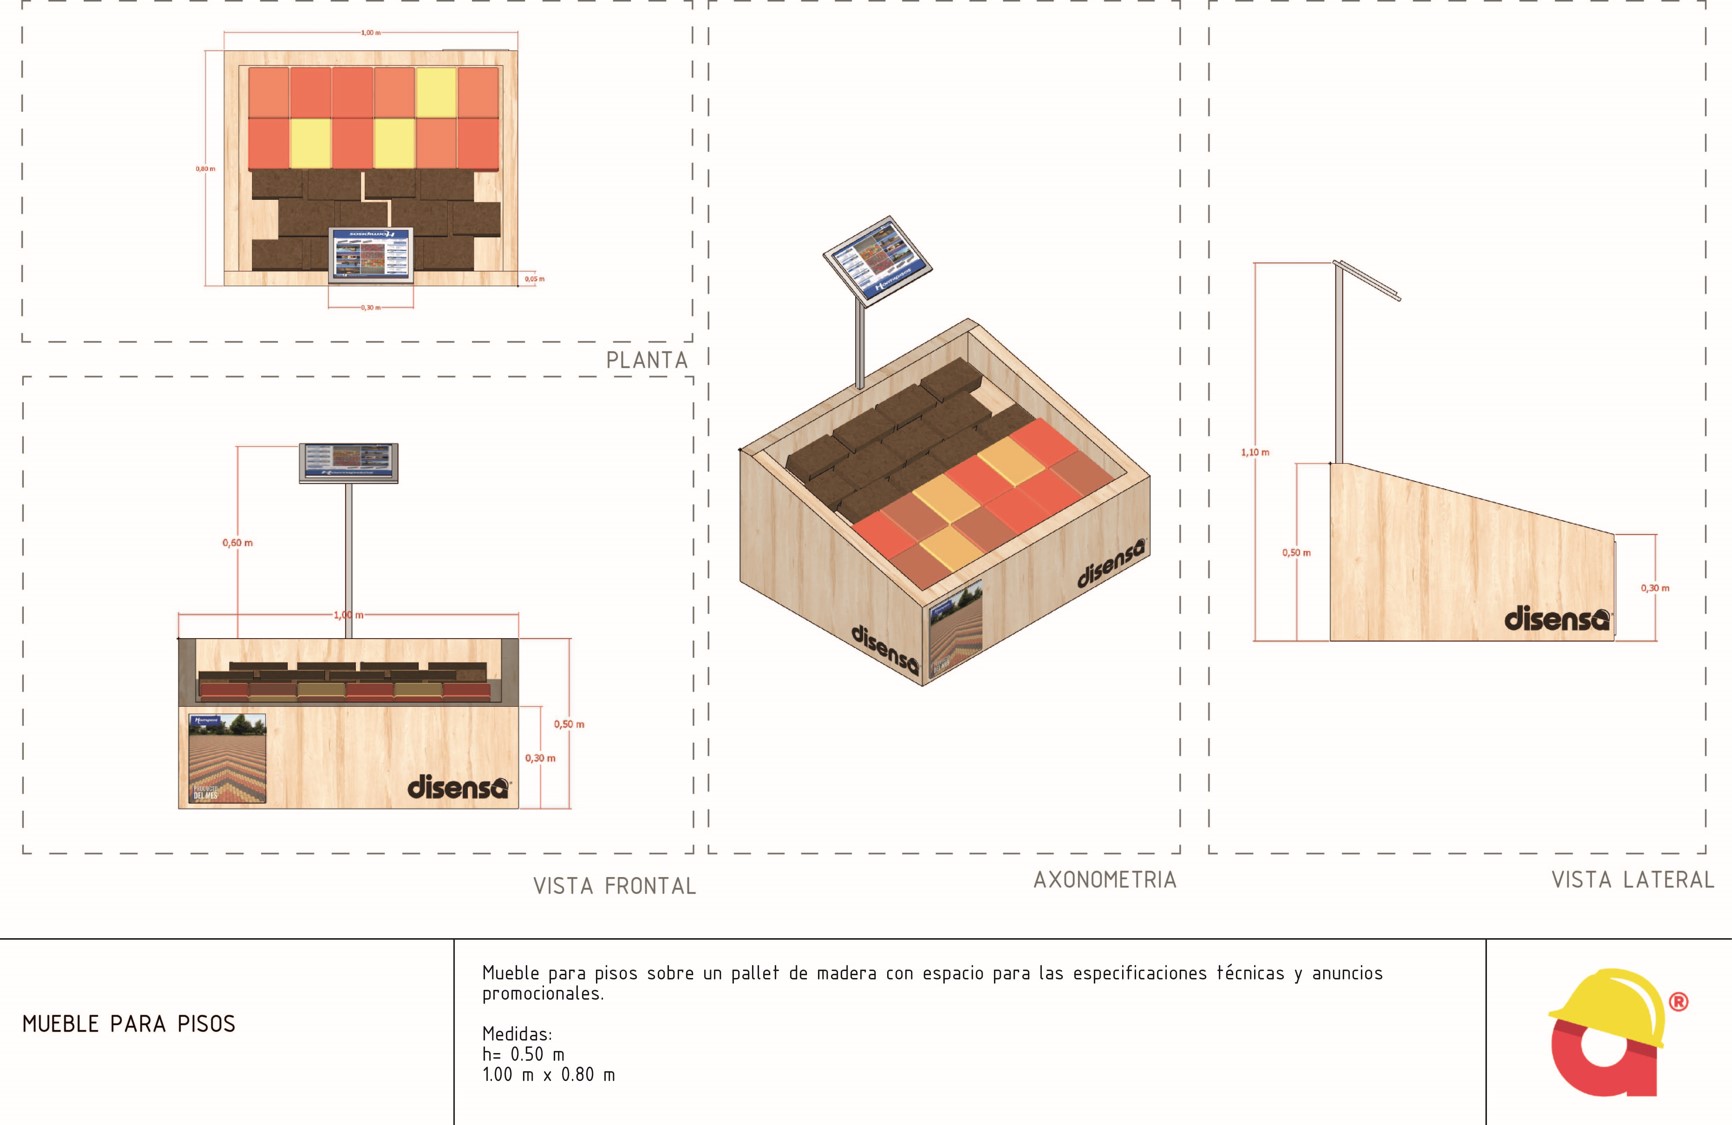 1,00 m
0,80 m
0,05 m
0,30 m
PLANTA
0,60 m
1,00 m
0,50 m
0,30 m
DEL MES
disensa
VISTA FRONTAL
disensa
disensa
AXONOMETRIA
1,10 m
0,50 m
0,30 m
disensa
VISTA LATERAL
MUEBLE PARA PISOS
Mueble para pisos sobre un pallet de madera con espacio para las especificaciones técnicas y anuncios
promocionales.
Medidas:
h= 0.50 m
1.00 m x 0.80 m
®